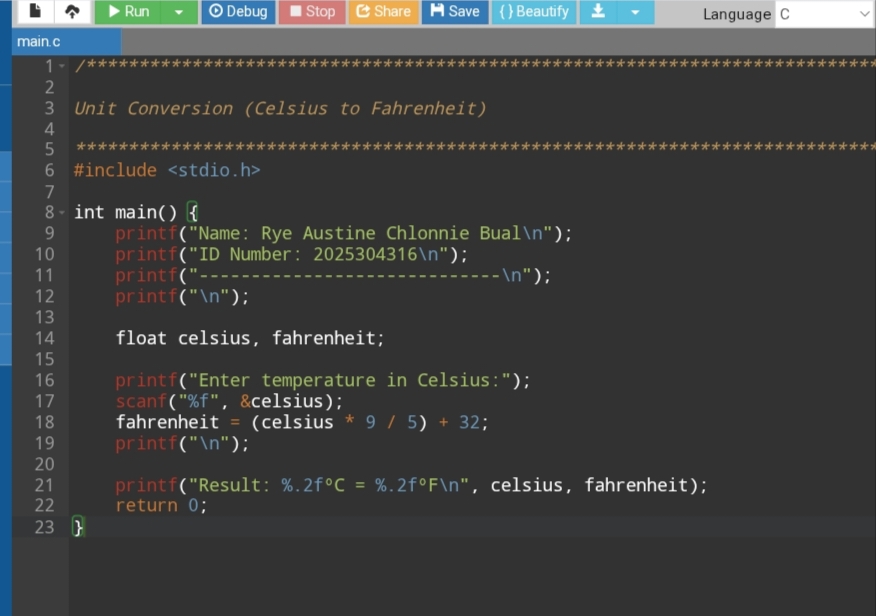 Run Debug Stop Share Save {} Beautify Language C
main.c
1 /******************************************************************************
2
3 Unit Conversion (Celsius to Fahrenheit)
4
5 *******************************************************************************
6 #include <stdio.h>
7
8 int main() {
9 printf("Name: Rye Austine Chlonnie Bual\n");
10 printf("ID Number: 2025304316\n");
11 printf("-----------------------------\n");
12 printf("\n");
13
14 float celsius, fahrenheit;
15
16 printf("Enter temperature in Celsius:");
17 scanf("%f", &celsius);
18 fahrenheit = (celsius * 9 / 5) + 32;
19 printf("\n");
20
21 printf("Result: %.2fºC = %.2fºF\n", celsius, fahrenheit);
22 return 0;
23 }